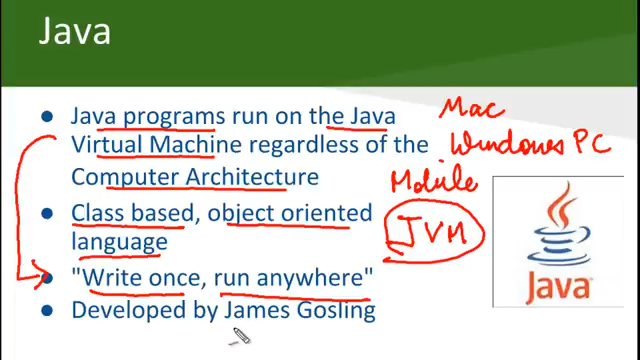 Java
Java programs run on the Java
Virtual Machine regardless of the
Computer Architecture
Class based, object oriented
language
"Write once, run anywhere"
Developed by James Gosling
Mac
Windows PC
Mobile
JVM
Java